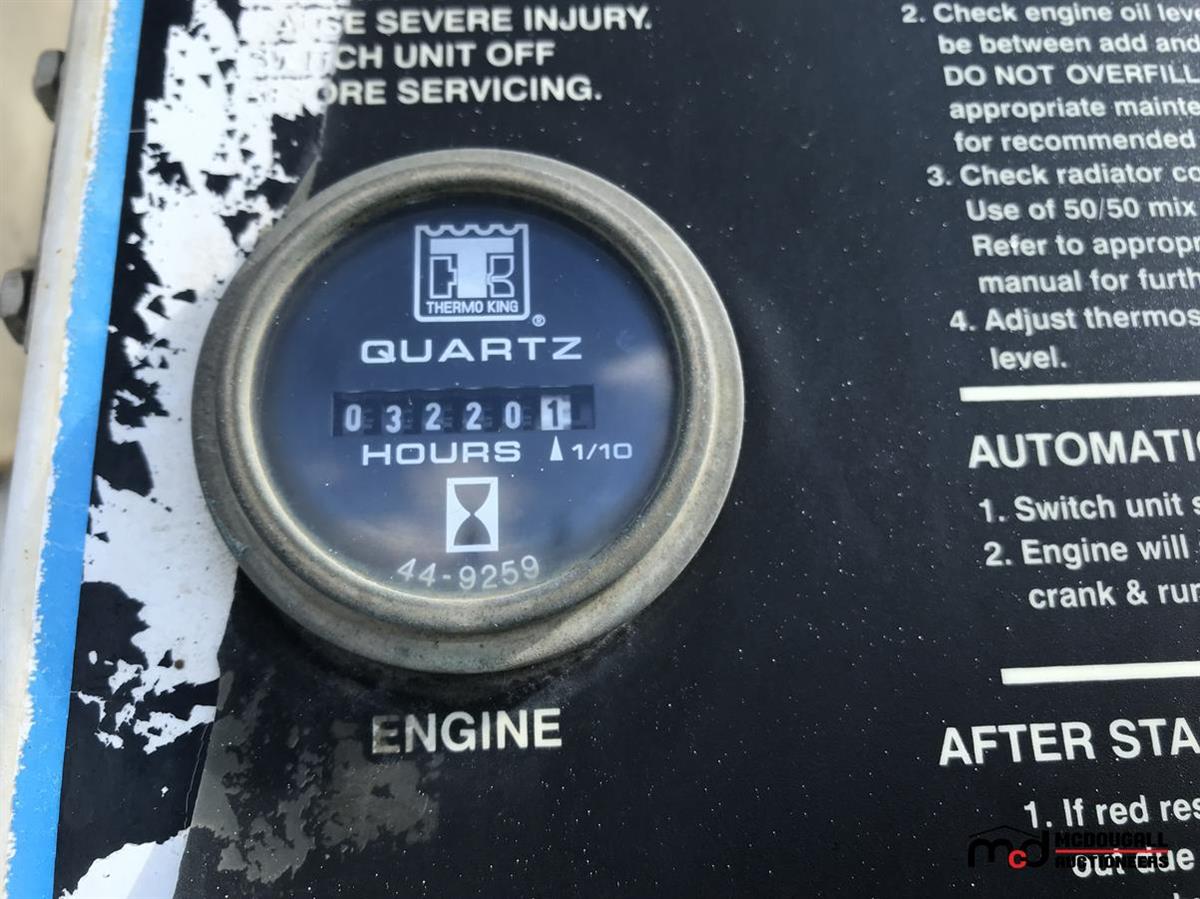 SEVERE INJURY.
UNIT OFF
SERVICING.
THERMO KING
®
QUARTZ
032201
HOURS 1/10
44-9259
ENGINE
2. Check engine oil leve
be between add and
DO NOT OVERFILL
appropriate mainte
for recommended
3. Check radiator co
Use of 50/50 mix
Refer to appropr
manual for furth
4. Adjust thermos
level.
AUTOMATI
1. Switch unit s
2. Engine will
crank & run
AFTER STA
1. If red res
out due
mcd MCDOUGALL
AUCTIONEERS